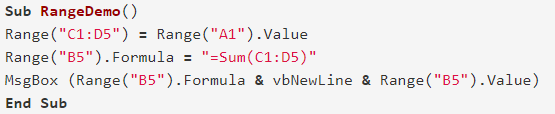 Sub RangeDemo()
Range("C1:D5") = Range("A1").Value
Range("B5").Formula = "=Sum(C1:D5)"
MsgBox (Range("B5").Formula & vbNewLine & Range("B5").Value)
End Sub